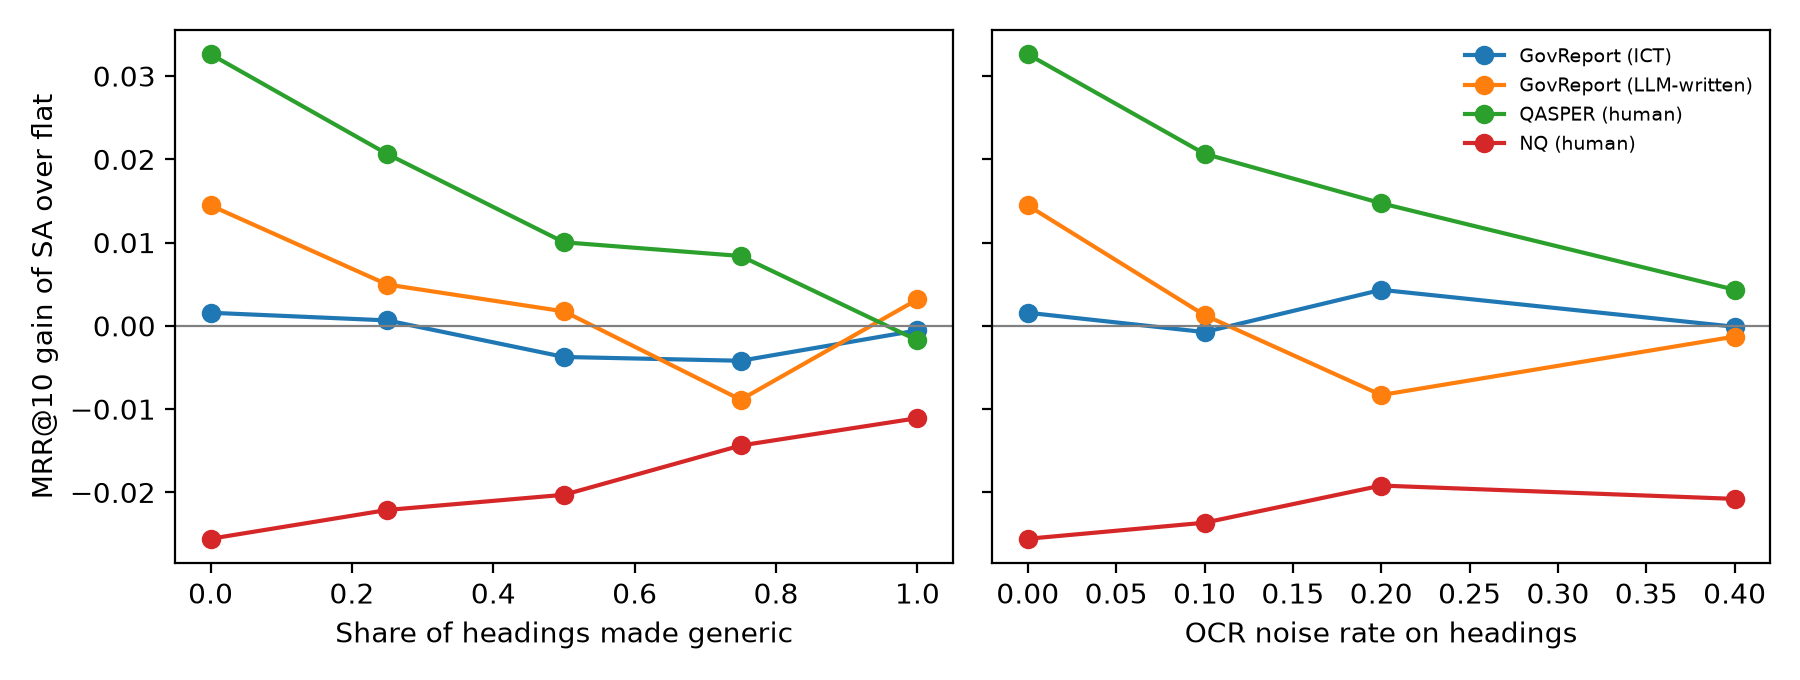 MRR@10 gain of SA over flat
0.03
0.02
0.01
0.00
−0.01
−0.02
0.0 0.2 0.4 0.6 0.8 1.0
Share of headings made generic
GovReport (ICT)
GovReport (LLM-written)
QASPER (human)
NQ (human)
0.00 0.05 0.10 0.15 0.20 0.25 0.30 0.35 0.40
OCR noise rate on headings